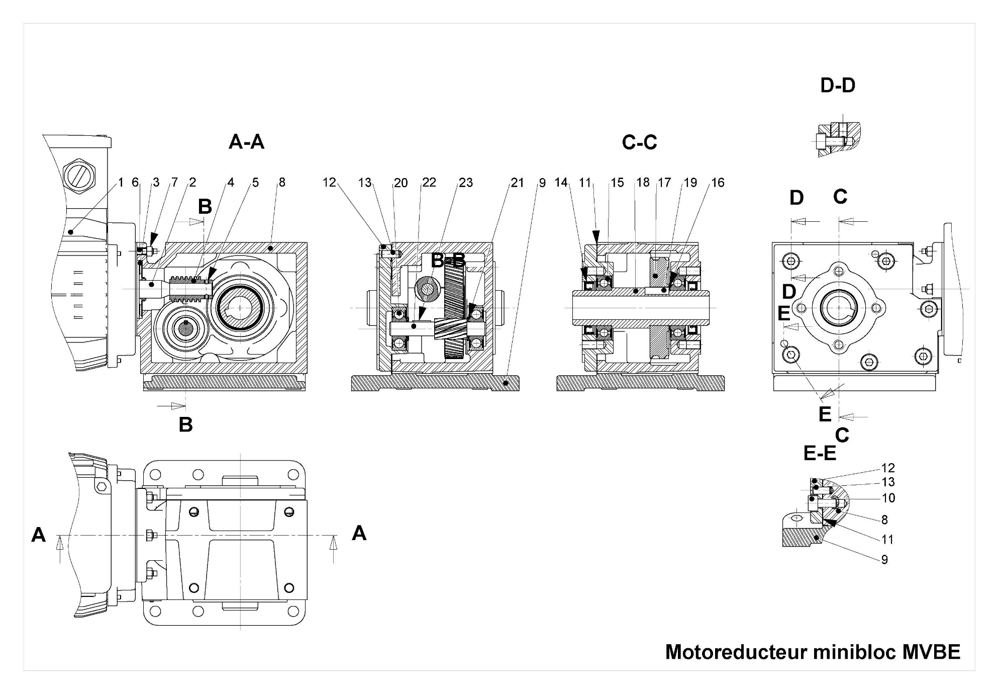 D-D
A-A
C-C
1 6 3 7 2 4 5 8 12 13 20 22 23 21 9 14 11 15 18 17 19 16
D C
B
B-B
D
E
B
E
C
E-E
12
13
10
8
11
9
A A
Motoreducteur minibloc MVBE